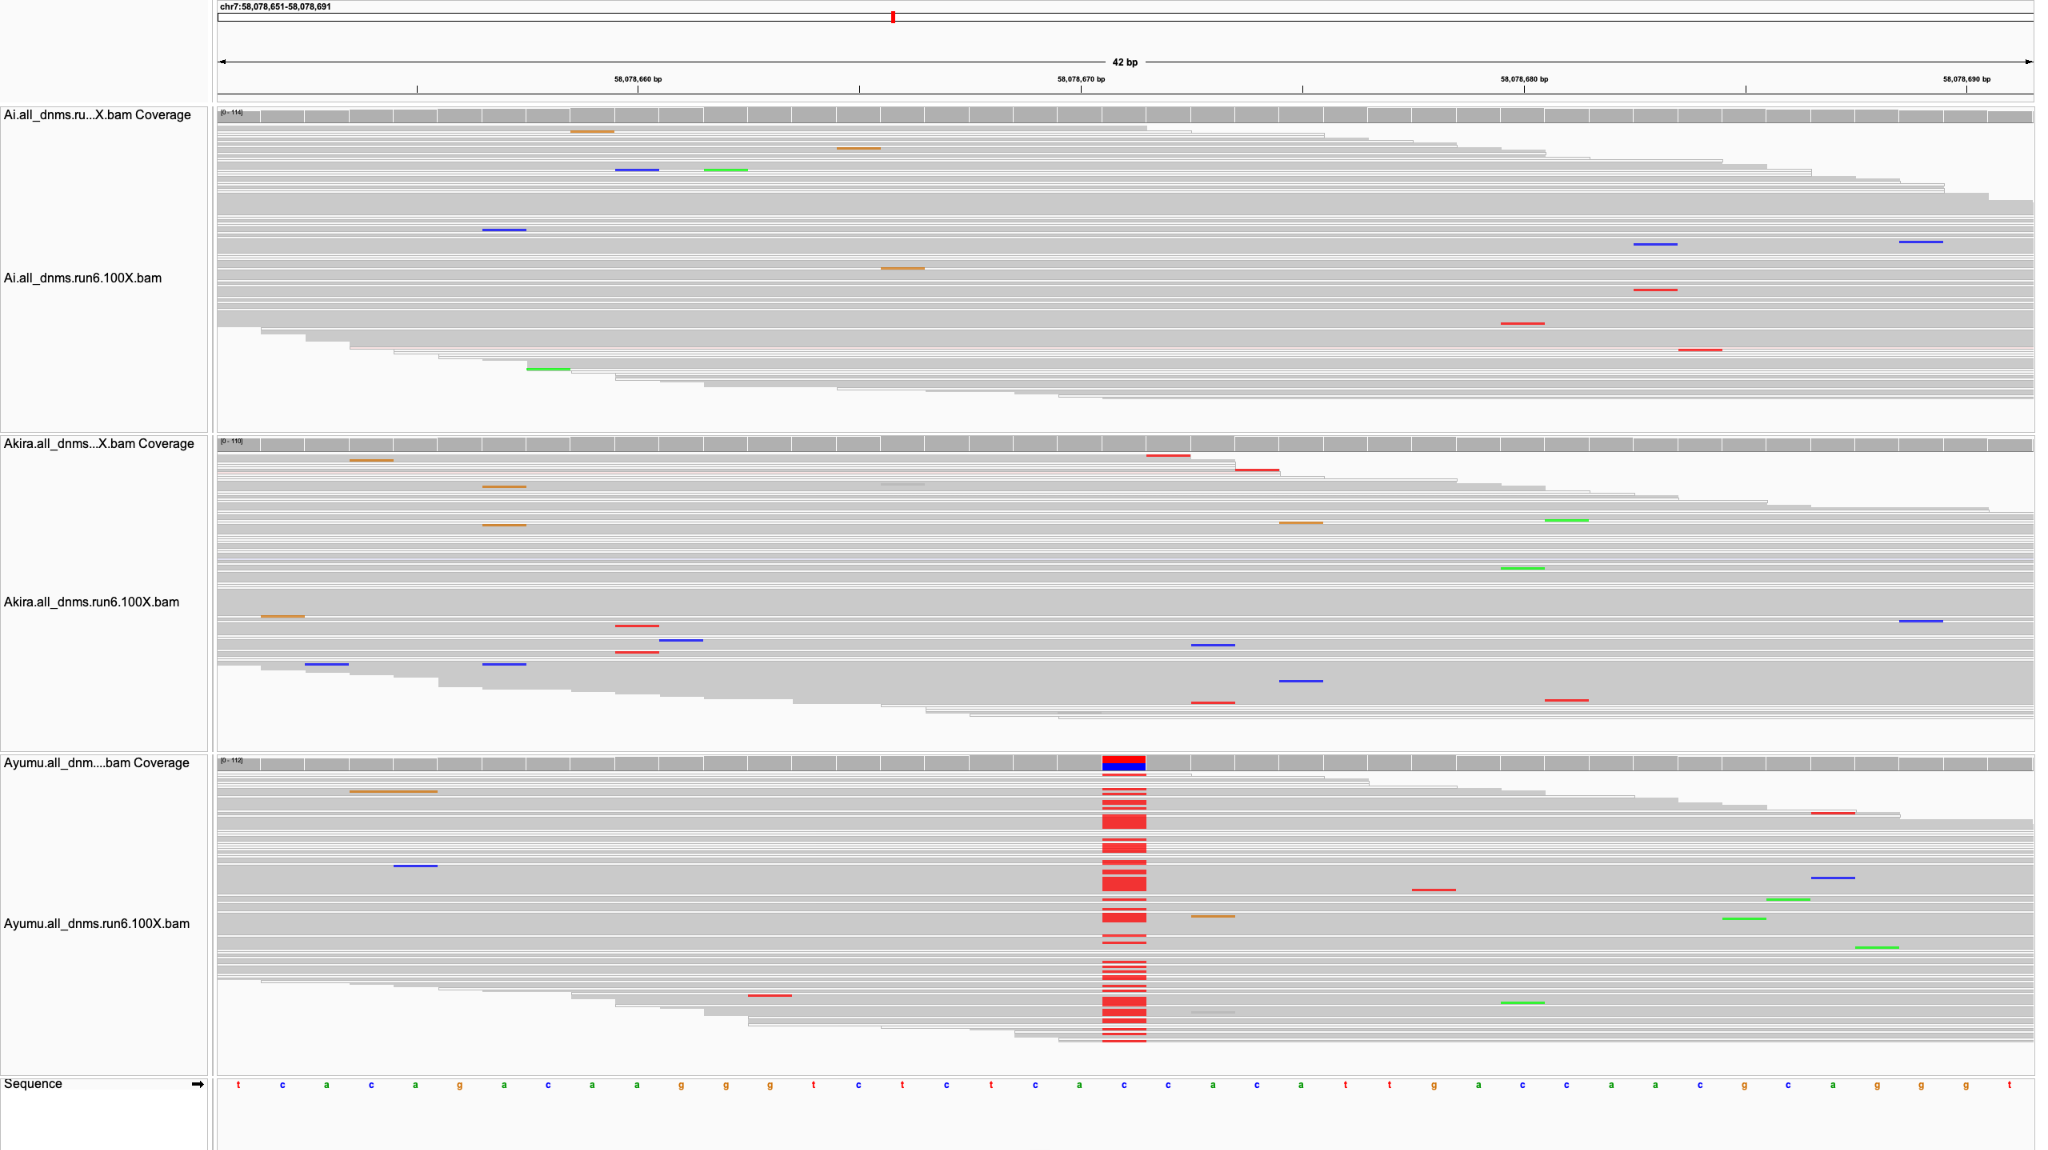 chr7:58,078,651-58,078,691
42 bp
58,078,660 bp 58,078,670 bp 58,078,680 bp 58,078,690 bp
Ai.all_dnms.ru...X.bam Coverage
[0 - 114]
Ai.all_dnms.run6.100X.bam
Akira.all_dnms...X.bam Coverage
[0 - 110]
Akira.all_dnms.run6.100X.bam
Ayumu.all_dnm....bam Coverage
[0 - 112]
Ayumu.all_dnms.run6.100X.bam
Sequence t c a c a g a c a a g g g t c t c t c a c c a c a t t g a c c a a c g c a g g g t